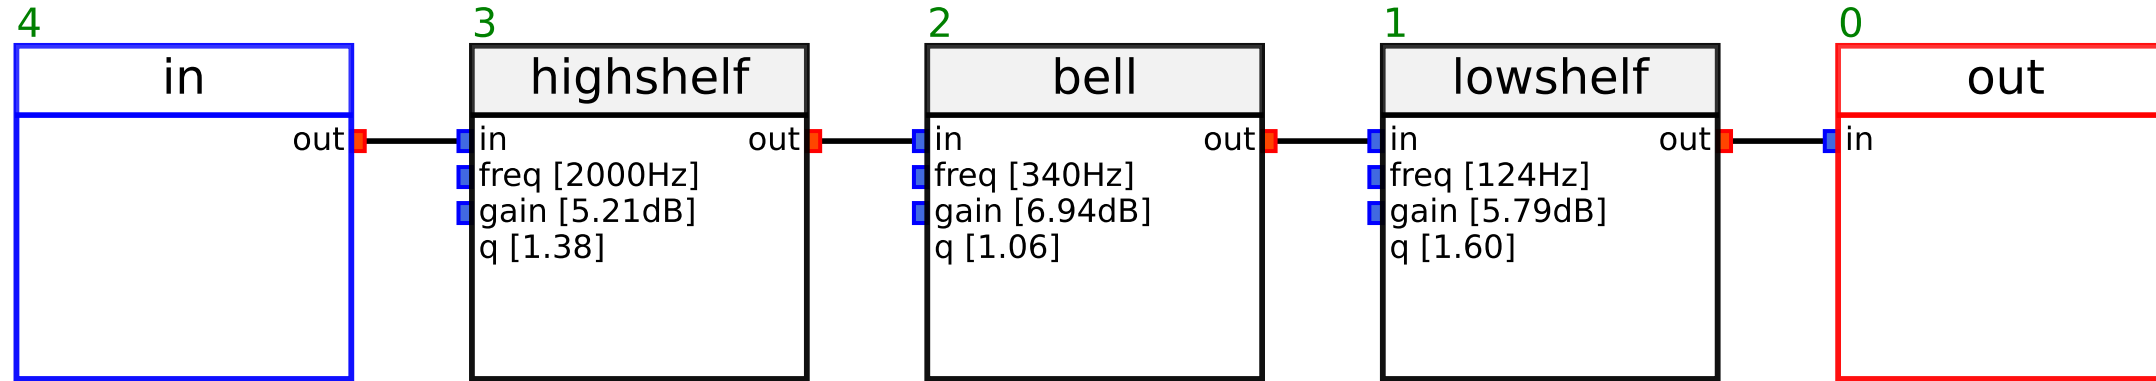 4
in
out
3
highshelf
in out
freq [2000Hz]
gain [5.21dB]
q [1.38]
2
bell
in out
freq [340Hz]
gain [6.94dB]
q [1.06]
1
lowshelf
in out
freq [124Hz]
gain [5.79dB]
q [1.60]
0
out
in